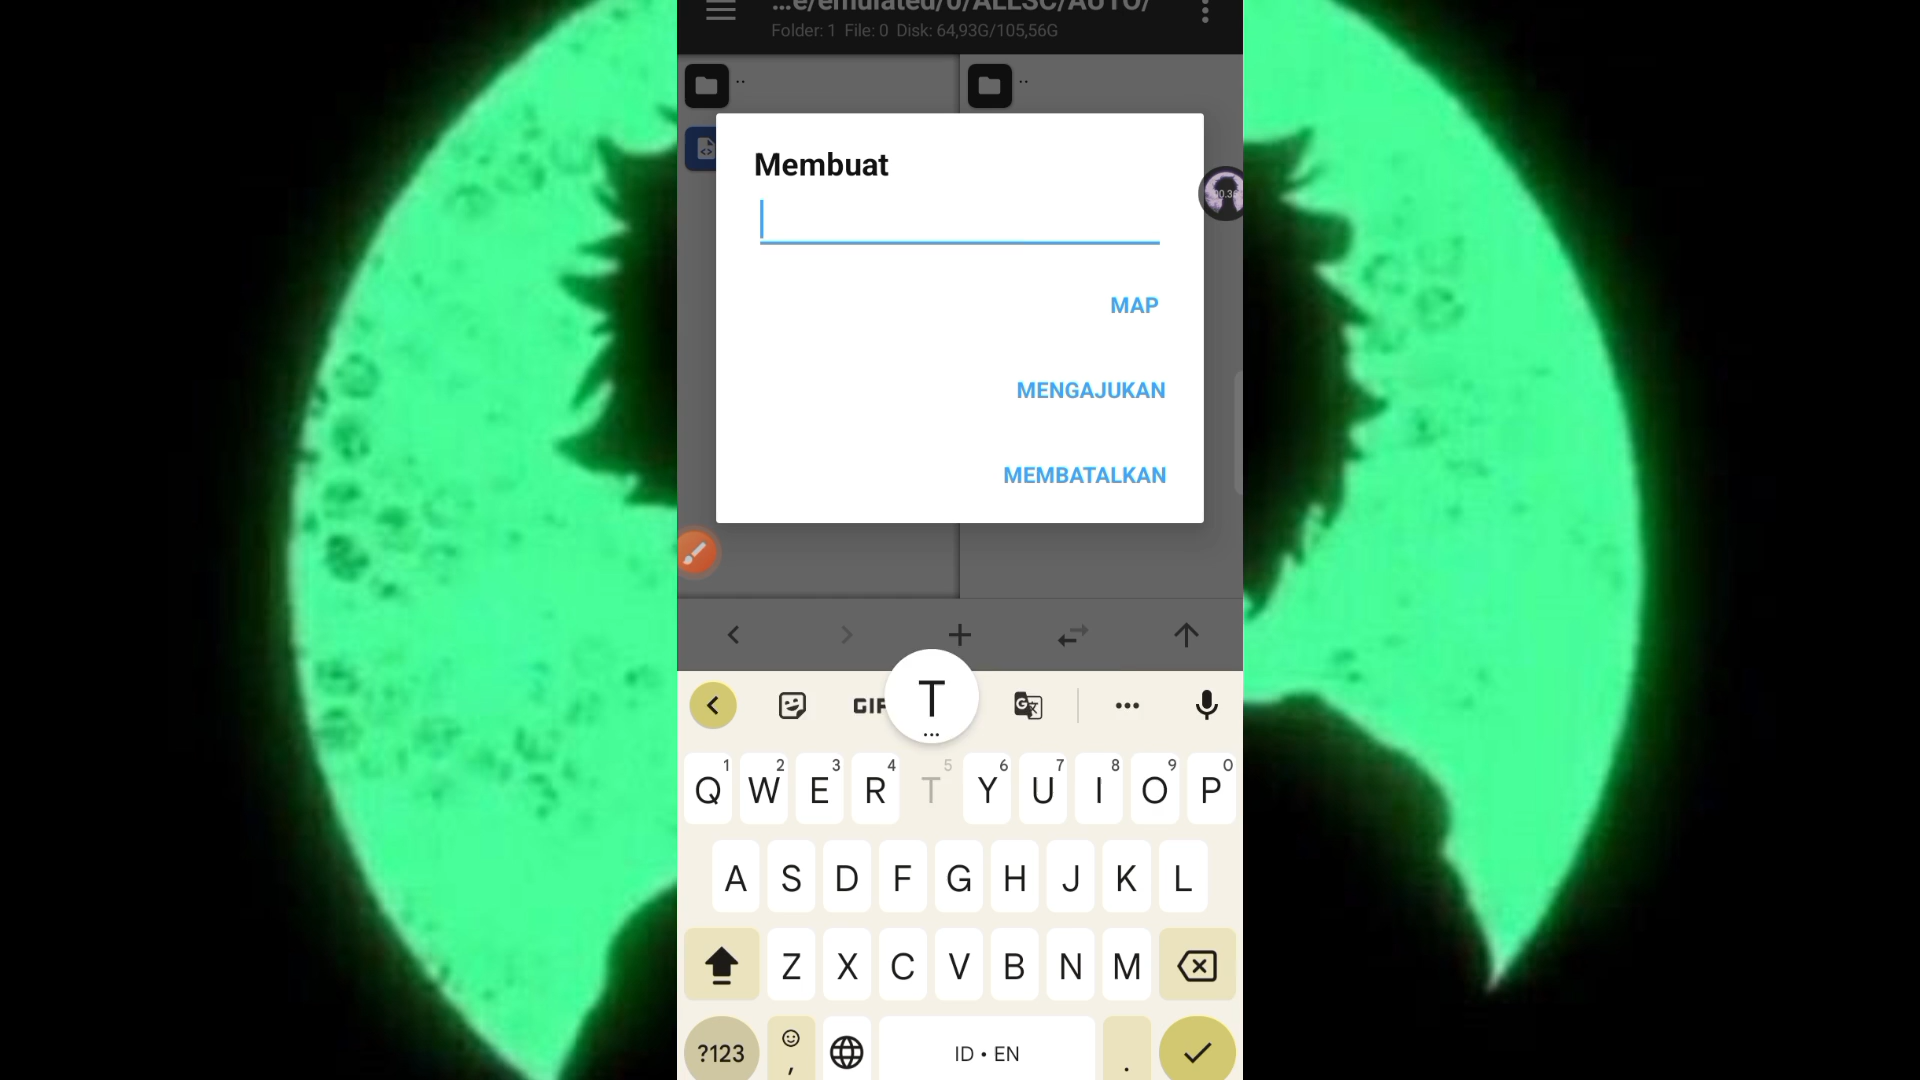 ...e/emulated/0/ALLSC/AUTO/
Folder: 1 File: 0 Disk: 64,93G/105,56G
..
..
Membuat
MAP
MENGAJUKAN
MEMBATALKAN
GIF
T
...
1 2 3 4 5 6 7 8 9 0
Q W E R T Y U I O P
A S D F G H J K L
Z X C V B N M
?123 , ID • EN .